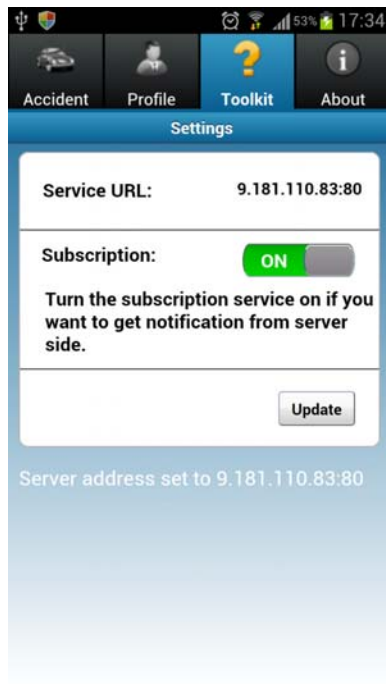 53% 17:34
Accident Profile Toolkit About
Settings
Service URL: 9.181.110.83:80
Subscription: ON
Turn the subscription service on if you
want to get notification from server
side.
Update
Server address set to 9.181.110.83:80